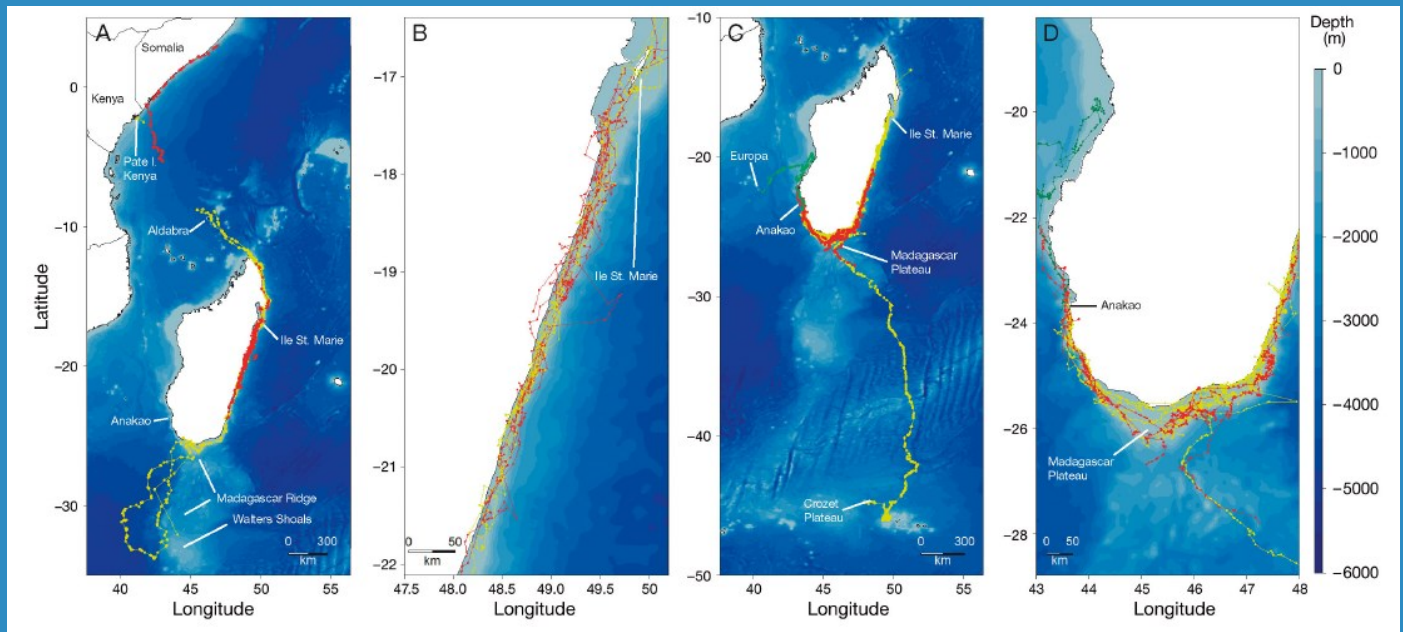 A
Somalia
0
Kenya
Pate I.
Kenya
−10
Aldabra
Latitude
Ile St. Marie
−20
Anakao
Madagascar Ridge
−30
Walters Shoals
0 300
km
40 45 50 55
Longitude
B
−17
−18
−19
Ile St. Marie
−20
−21
−22
0 50
km
47.5 48.0 48.5 49.0 49.5 50
Longitude
−10
C
Ile St. Marie
−20
Europa
Anakao
Madagascar
Plateau
−30
−40
Crozet
Plateau
0 300
km
−50
40 45 50 55
Longitude
D
−20
−22
Anakao
−24
−26
Madagascar
Plateau
−28
0 50
km
43 44 45 46 47 48
Longitude
Depth
(m)
0
−1000
−2000
−3000
−4000
−5000
−6000